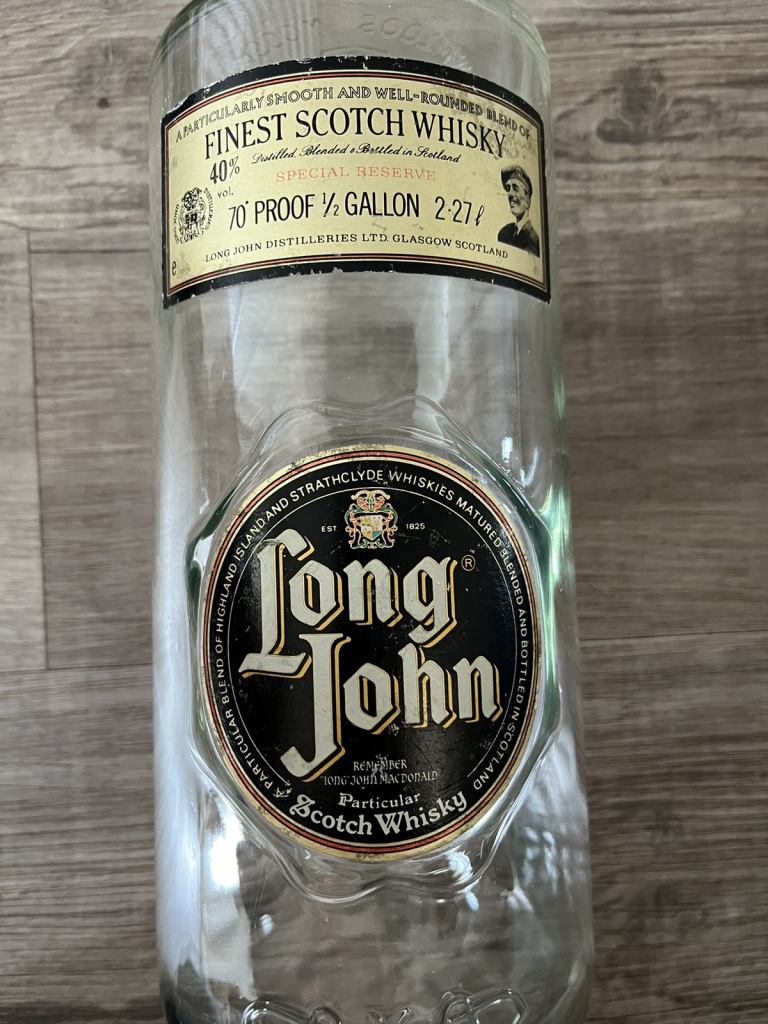 A PARTICULARLY SMOOTH AND WELL-ROUNDED BLEND OF
FINEST SCOTCH WHISKY
40% vol.
Distilled, Blended & Bottled in Scotland
SPECIAL RESERVE
70° PROOF ½ GALLON 2·27ℓ
LONG JOHN DISTILLERIES LTD. GLASGOW SCOTLAND
e
A PARTICULAR BLEND OF HIGHLAND ISLAND AND STRATHCLYDE WHISKIES MATURED BLENDED AND BOTTLED IN SCOTLAND
EST 1825
Long ®
John
REMEMBER
LONG JOHN MACDONALD
Particular
Scotch Whisky